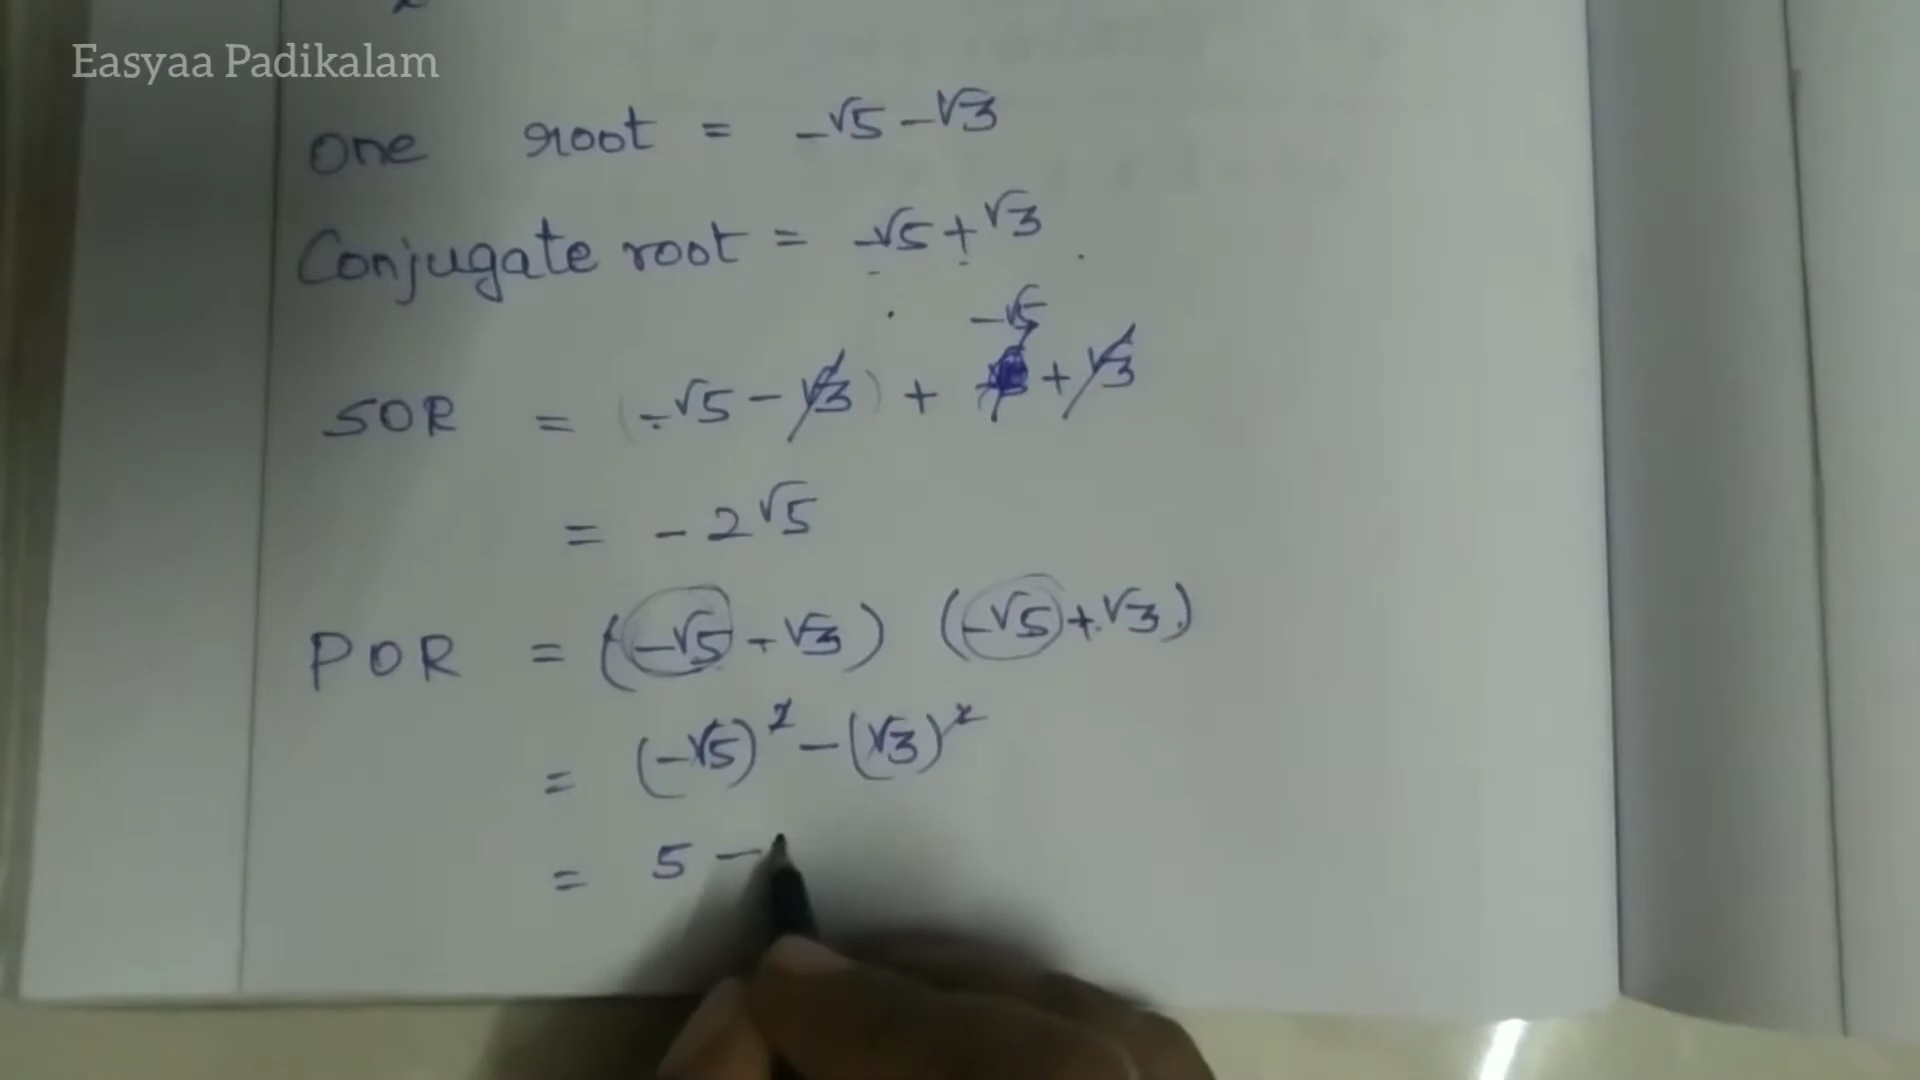 Easyaa Padikalam
One root = -√5 - √3
Conjugate root = -√5 + √3
SOR = (-√5 - √3) + -√5 + √3
= -2√5
POR = (-√5 - √3) (-√5 + √3)
= (-√5)² - (√3)²
= 5 -